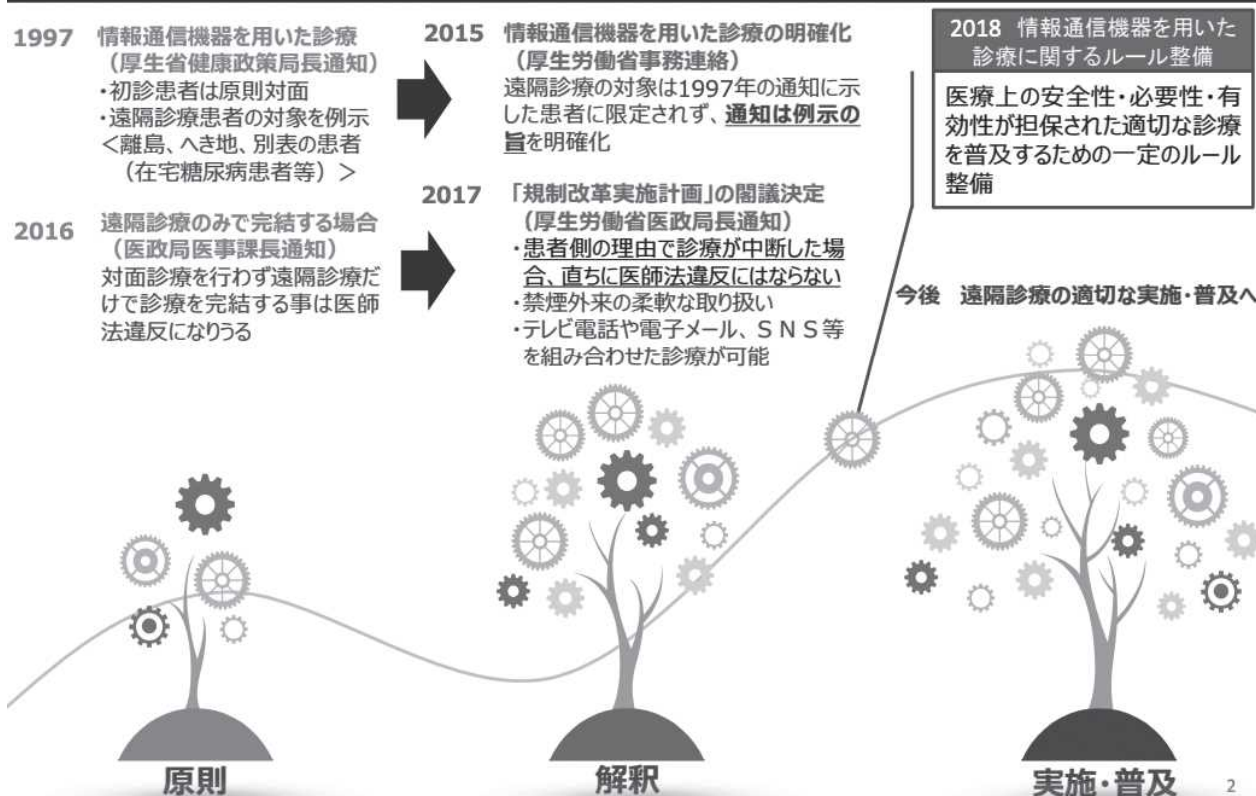 1997 情報通信機器を用いた診療
(厚生省健康政策局長通知)
・初診患者は原則対面
・遠隔診療患者の対象を例示
<離島、へき地、別表の患者
(在宅糖尿病患者等)>
2016 遠隔診療のみで完結する場合
(医政局医事課長通知)
対面診療を行わず遠隔診療だ
けで診療を完結する事は医師
法違反になりうる
2015 情報通信機器を用いた診療の明確化
(厚生労働省事務連絡)
遠隔診療の対象は1997年の通知に示
した患者に限定されず、通知は例示の
旨を明確化
2017 「規制改革実施計画」の閣議決定
(厚生労働省医政局長通知)
・患者側の理由で診療が中断した場
合、直ちに医師法違反にはならない
・禁煙外来の柔軟な取り扱い
・テレビ電話や電子メール、SNS等
を組み合わせた診療が可能
2018 情報通信機器を用いた
診療に関するルール整備
医療上の安全性・必要性・有
効性が担保された適切な診療
を普及するための一定のルール
整備
今後 遠隔診療の適切な実施・普及へ
原則
解釈
実施・普及
2